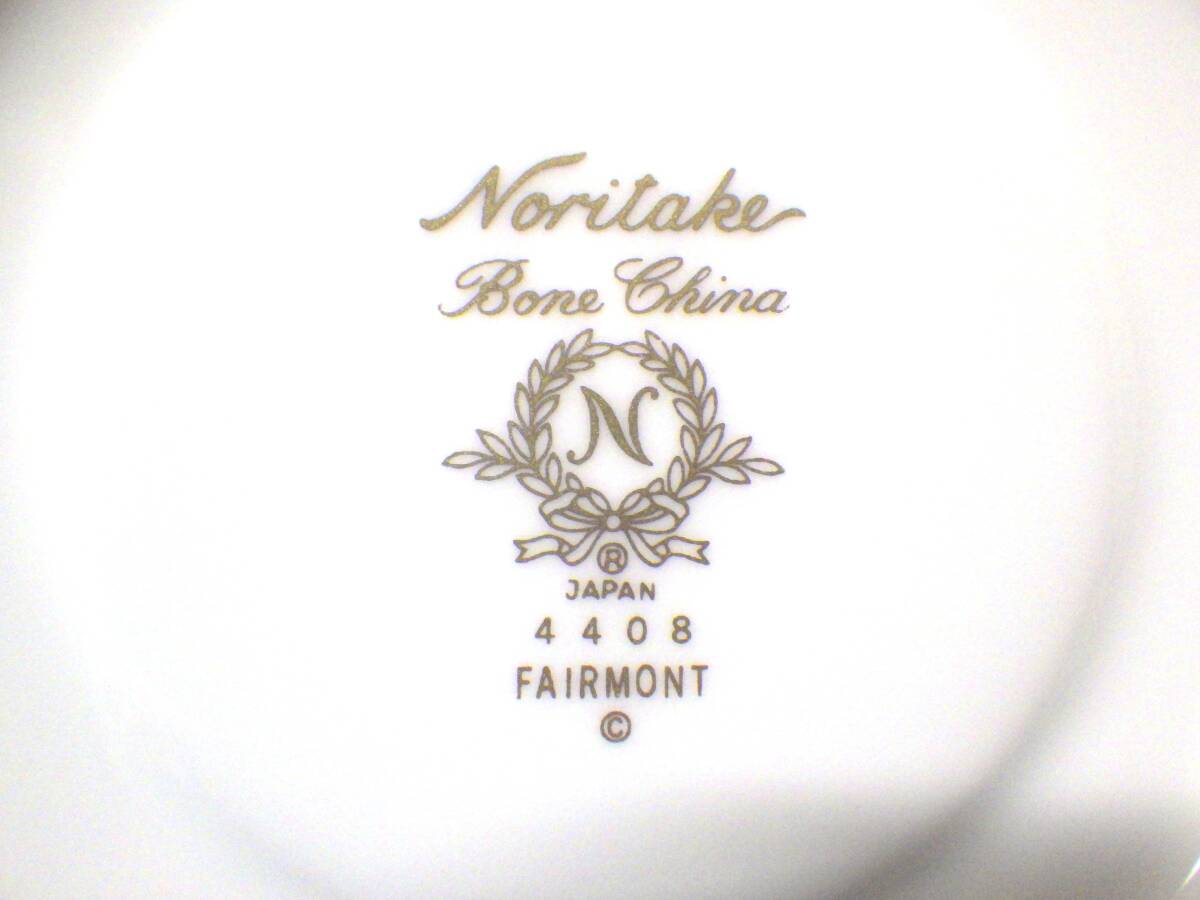 Noritake
Bone China
N
®
JAPAN
4408
FAIRMONT
©